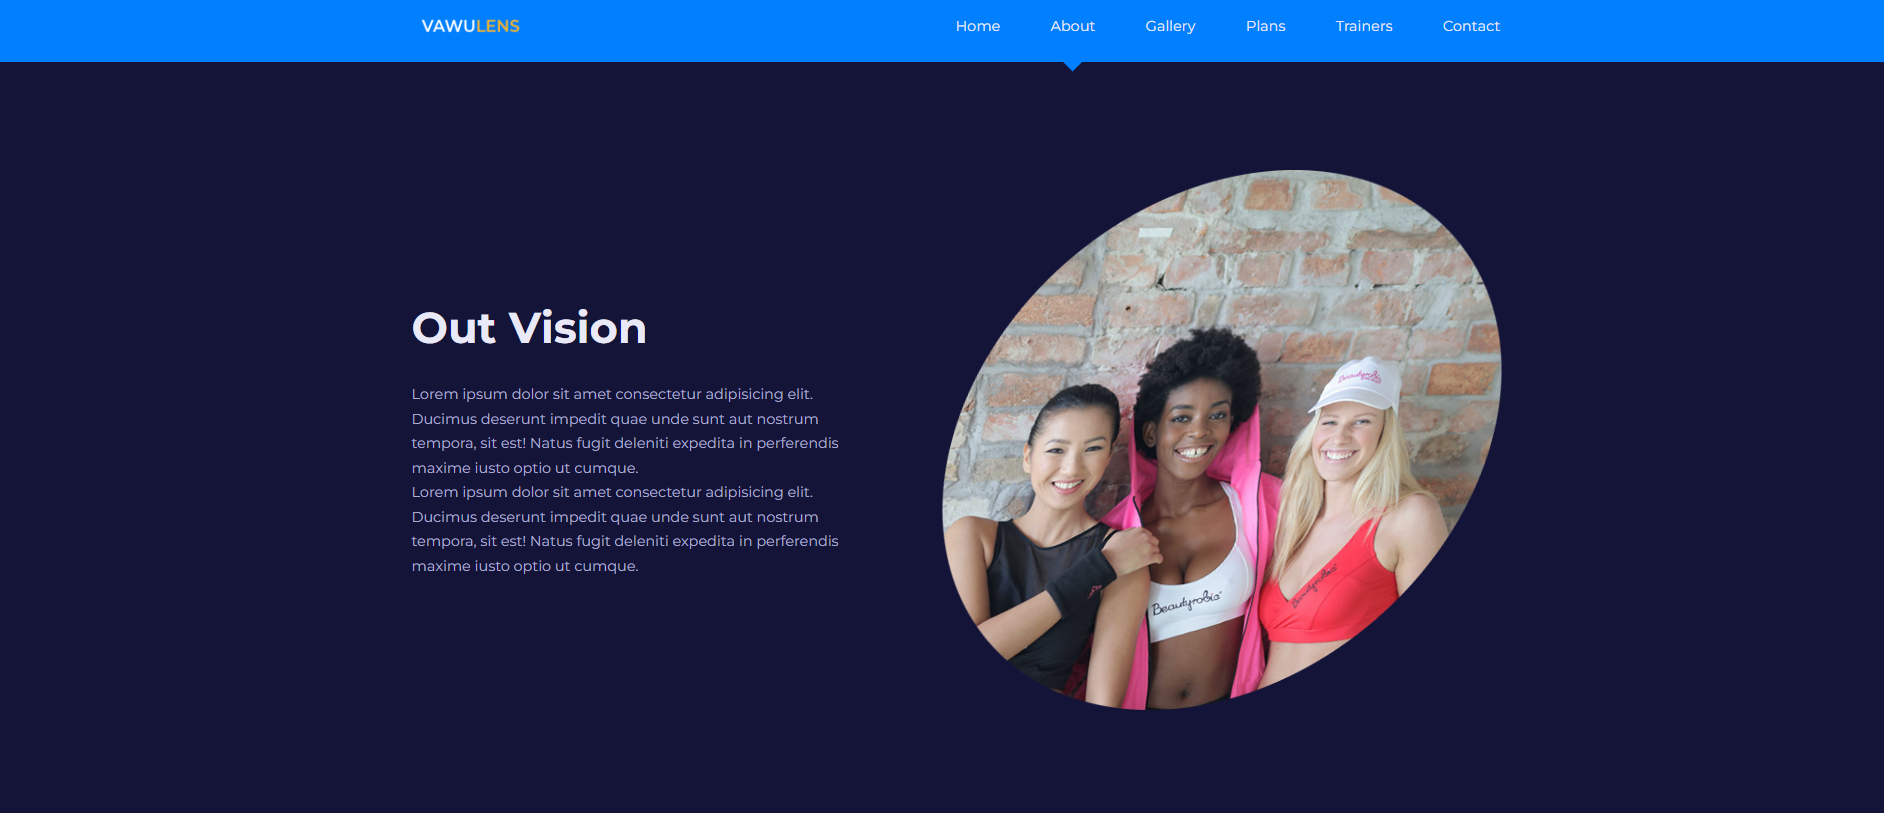 VAWULENS
Home About Gallery Plans Trainers Contact
Out Vision
Lorem ipsum dolor sit amet consectetur adipisicing elit.
Ducimus deserunt impedit quae unde sunt aut nostrum
tempora, sit est! Natus fugit deleniti expedita in perferendis
maxime iusto optio ut cumque.
Lorem ipsum dolor sit amet consectetur adipisicing elit.
Ducimus deserunt impedit quae unde sunt aut nostrum
tempora, sit est! Natus fugit deleniti expedita in perferendis
maxime iusto optio ut cumque.
Beautyrobic
Beautyrobic
Beautyrobic